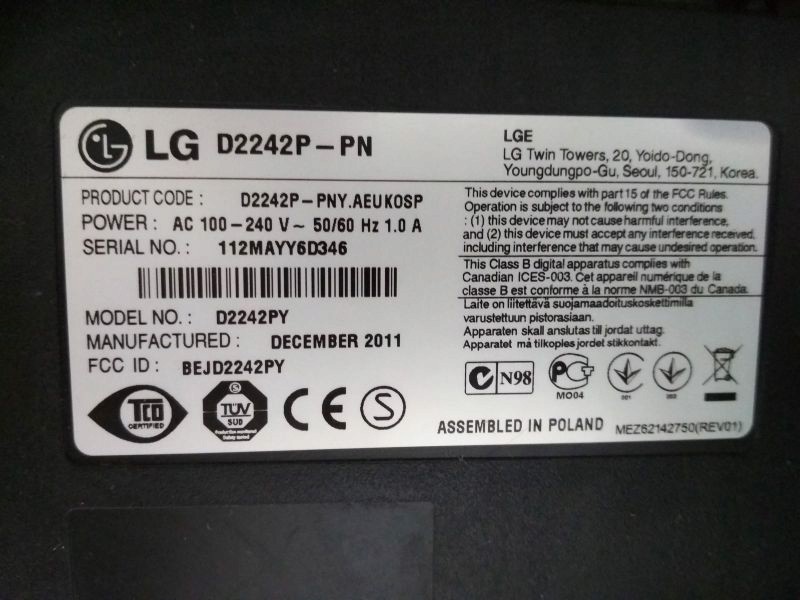 LG D2242P-PN
LGE
LG Twin Towers, 20, Yoido-Dong,
Youngdungpo-Gu, Seoul, 150-721, Korea.
PRODUCT CODE : D2242P-PNY.AEUKOSP
POWER : AC 100-240 V~ 50/60 Hz 1.0 A
SERIAL NO. : 112MAYY6D346
MODEL NO. : D2242PY
MANUFACTURED : DECEMBER 2011
FCC ID : BEJD2242PY
This device complies with part 15 of the FCC Rules.
Operation is subject to the following two conditions
: (1) this device may not cause harmful interference,
and (2) this device must accept any interference received,
including interference that may cause undesired operation.
This Class B digital apparatus complies with
Canadian ICES-003. Cet appareil numérique de la
classe B est conforme à la norme NMB-003 du Canada.
Laite on liitettävä suojamaadoituskoskettimilla
varustettuun pistorasiaan.
Apparaten skall anslutas till jordat uttag.
Apparatet må tilkoples jordet stikkontakt.
TCO
CERTIFIED
TÜV
SUD
CE
S
N98
PCT
MO04
001
002
ASSEMBLED IN POLAND
MEZ62142750(REV01)